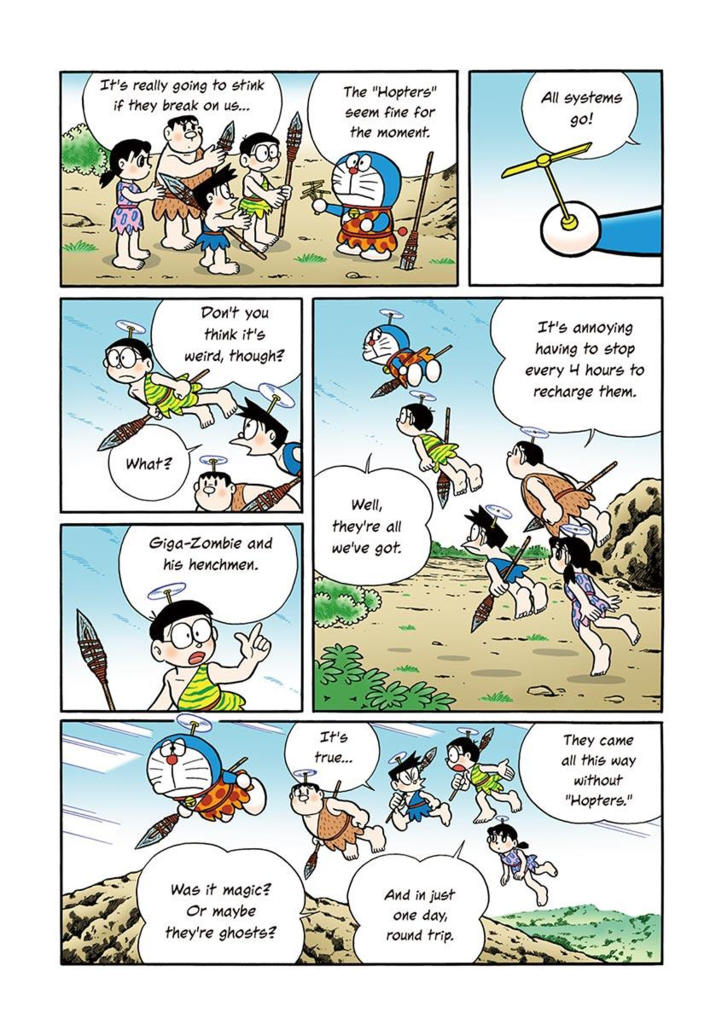 It's really going to stink
if they break on us...
The "Hopters"
seem fine for
the moment.
All systems
go!
Don't you
think it's
weird, though?
What?
It's annoying
having to stop
every 4 hours to
recharge them.
Well,
they're all
we've got.
Giga-Zombie and
his henchmen.
It's
true...
They came
all this way
without
"Hopters."
Was it magic?
Or maybe
they're ghosts?
And in just
one day,
round trip.